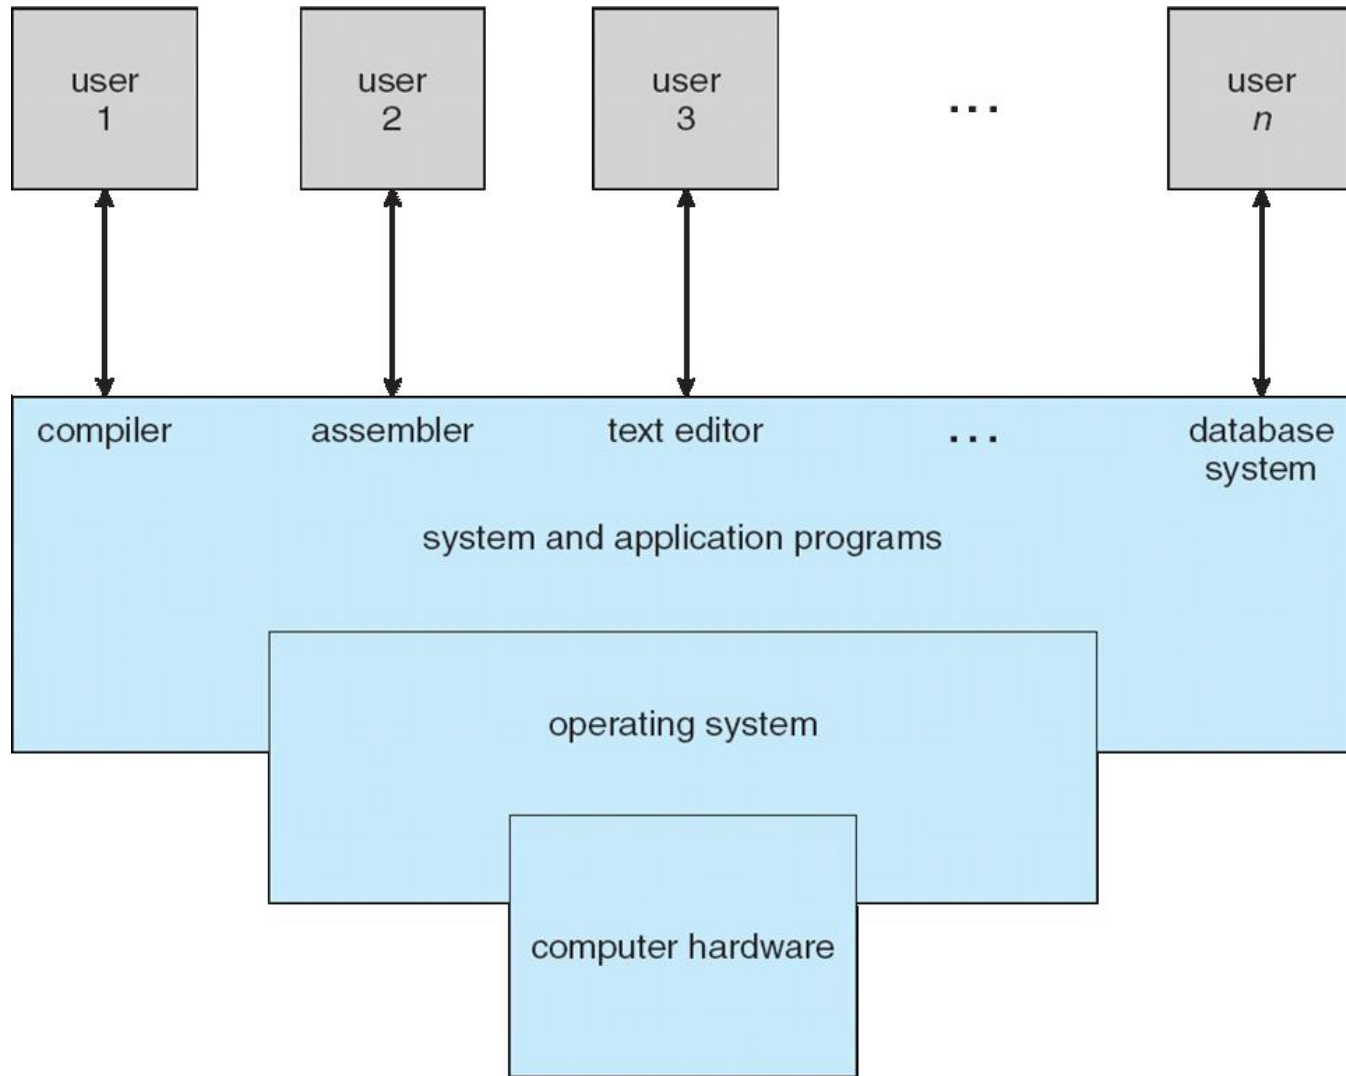 user
1
user
2
user
3
...
user
n
compiler
assembler
text editor
...
database
system
system and application programs
operating system
computer hardware